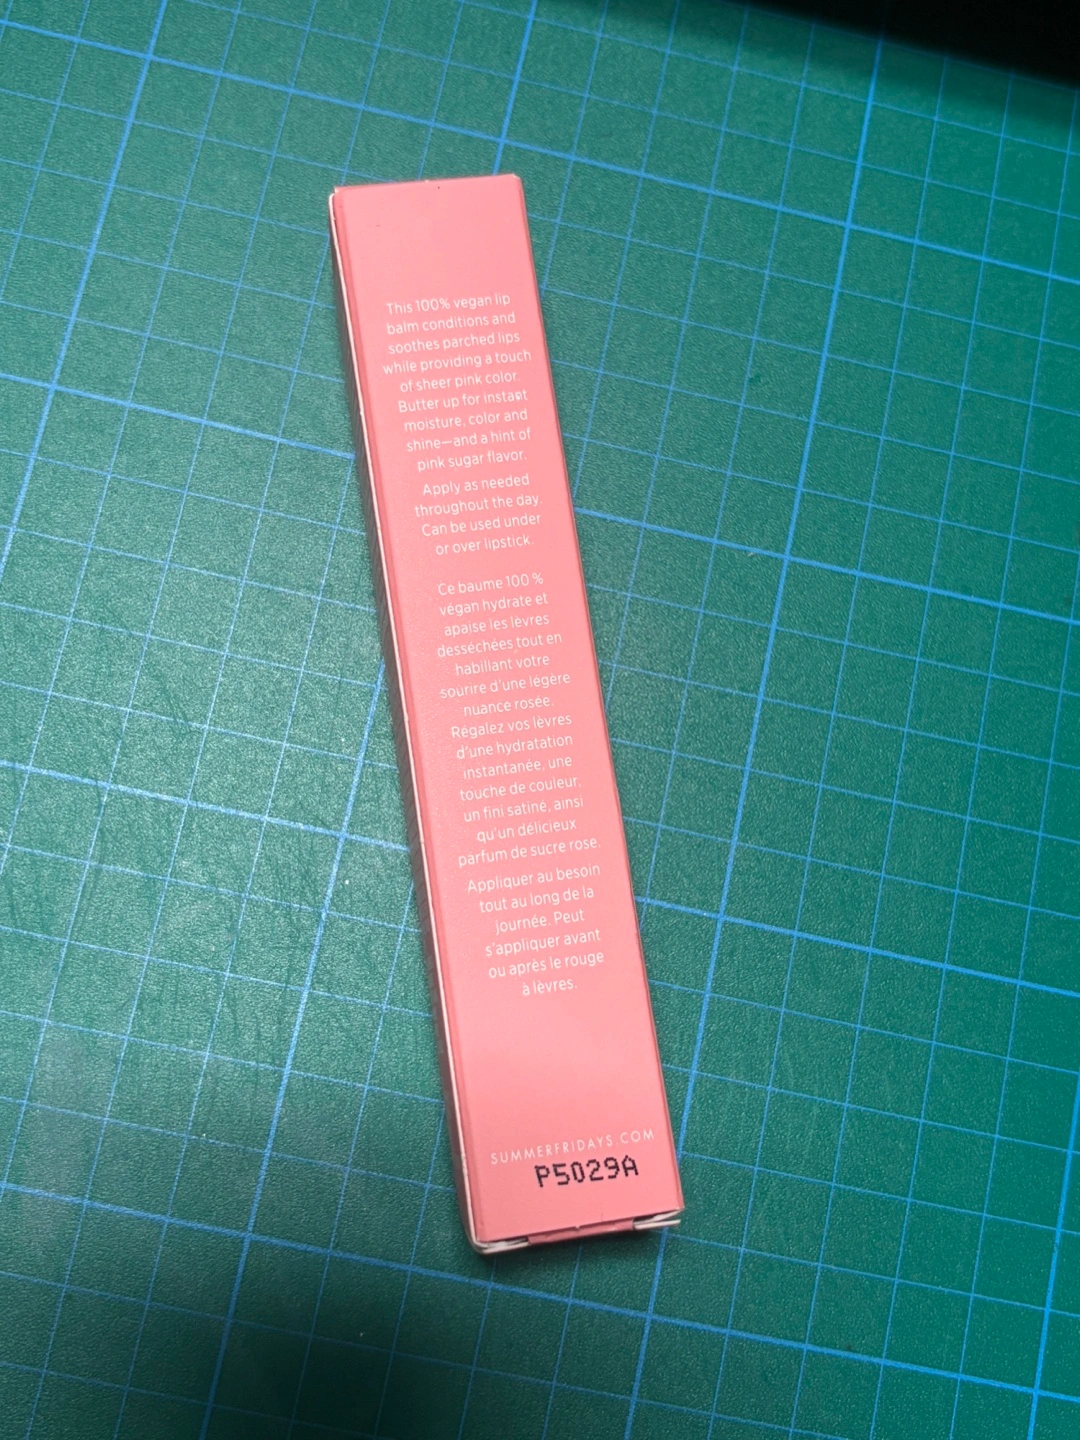 This 100% vegan lip
balm conditions and
soothes parched lips
while providing a touch
of sheer pink color.
Butter up for instant
moisture, color and
shine—and a hint of
pink sugar flavor.
Apply as needed
throughout the day.
Can be used under
or over lipstick.
Ce baume 100 %
végan hydrate et
apaise les lèvres
desséchées tout en
habillant votre
sourire d'une légère
nuance rosée.
Régalez vos lèvres
d'une hydratation
instantanée, une
touche de couleur,
un fini satiné, ainsi
qu'un délicieux
parfum de sucre rose.
Appliquer au besoin
tout au long de la
journée. Peut
s'appliquer avant
ou après le rouge
à lèvres.
SUMMERFRIDAYS.COM
P5029A